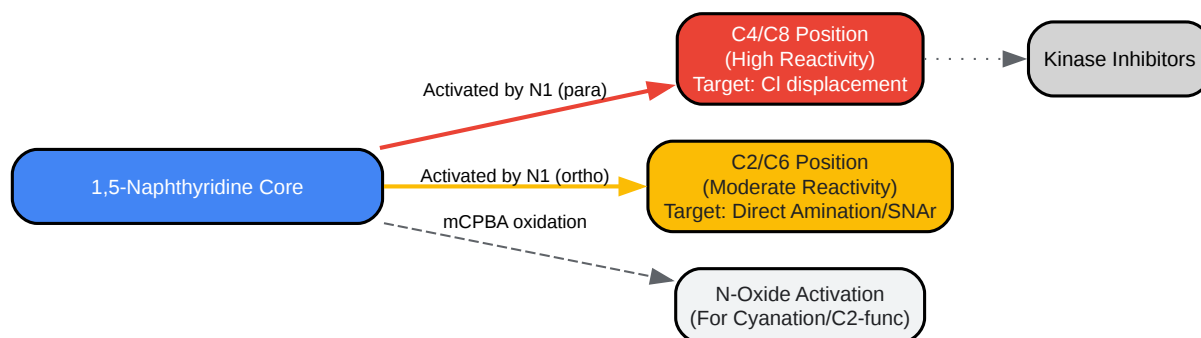 1,5-Naphthyridine Core
Activated by N1 (para)
Activated by N1 (ortho)
mCPBA oxidation
C4/C8 Position
(High Reactivity)
Target: Cl displacement
C2/C6 Position
(Moderate Reactivity)
Target: Direct Amination/SNAr
N-Oxide Activation
(For Cyanation/C2-func)
Kinase Inhibitors